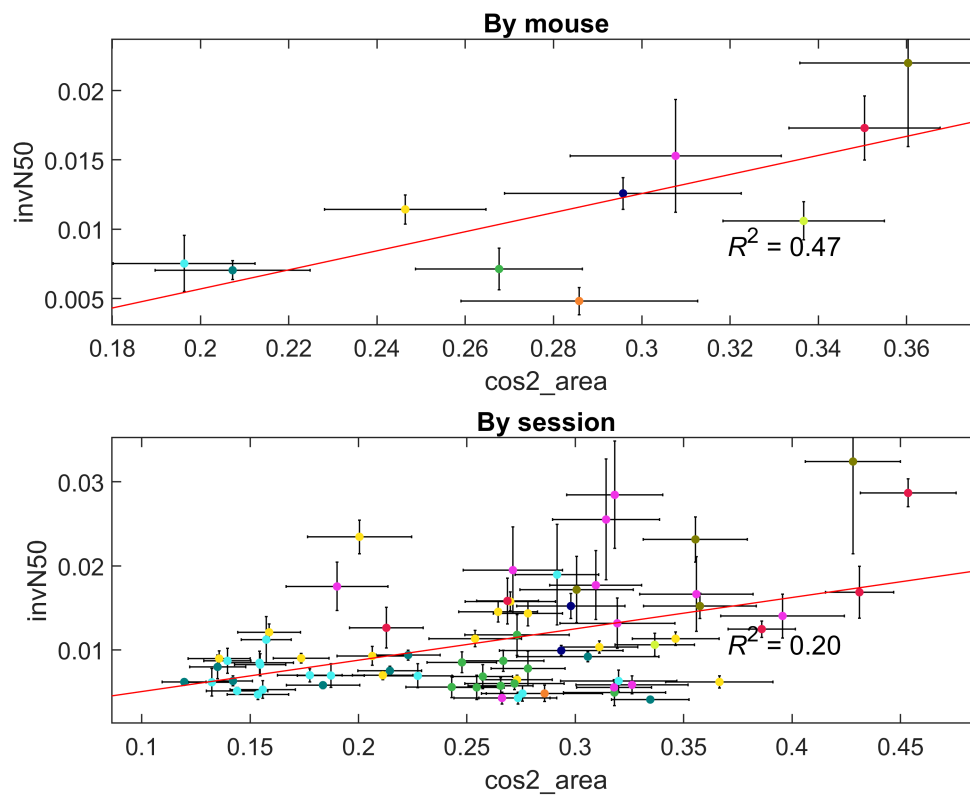 By mouse
0.02
0.015
0.01
0.005
invN50
R² = 0.47
0.18 0.2 0.22 0.24 0.26 0.28 0.3 0.32 0.34 0.36
cos2_area
By session
0.03
0.02
0.01
invN50
R² = 0.20
0.1 0.15 0.2 0.25 0.3 0.35 0.4 0.45
cos2_area